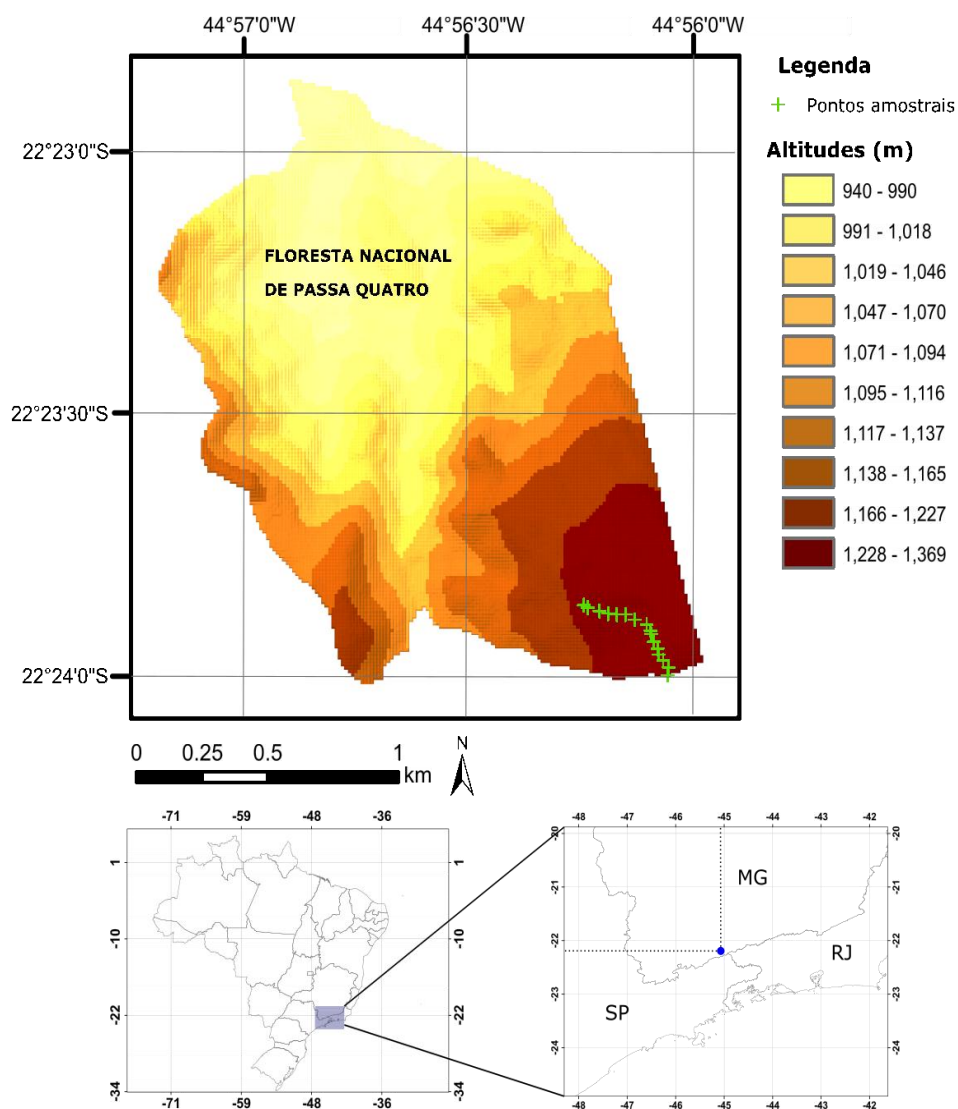 44°57'0"W 44°56'30"W 44°56'0"W
Legenda
Pontos amostrais
Altitudes (m)
940 - 990
991 - 1,018
1,019 - 1,046
1,047 - 1,070
1,071 - 1,094
1,095 - 1,116
1,117 - 1,137
1,138 - 1,165
1,166 - 1,227
1,228 - 1,369
22°23'0"S
FLORESTA NACIONAL
DE PASSA QUATRO
22°23'30"S
22°24'0"S
0 0.25 0.5 1
km
N
-71 -59 -48 -36
1 1
-10 -10
-22 -22
-34 -34
-71 -59 -48 -36
-48 -47 -46 -45 -44 -43 -42
-20 -20
-21 -21
MG
-22 -22
RJ
-23 -23
SP
-24 -24
-48 -47 -46 -45 -44 -43 -42